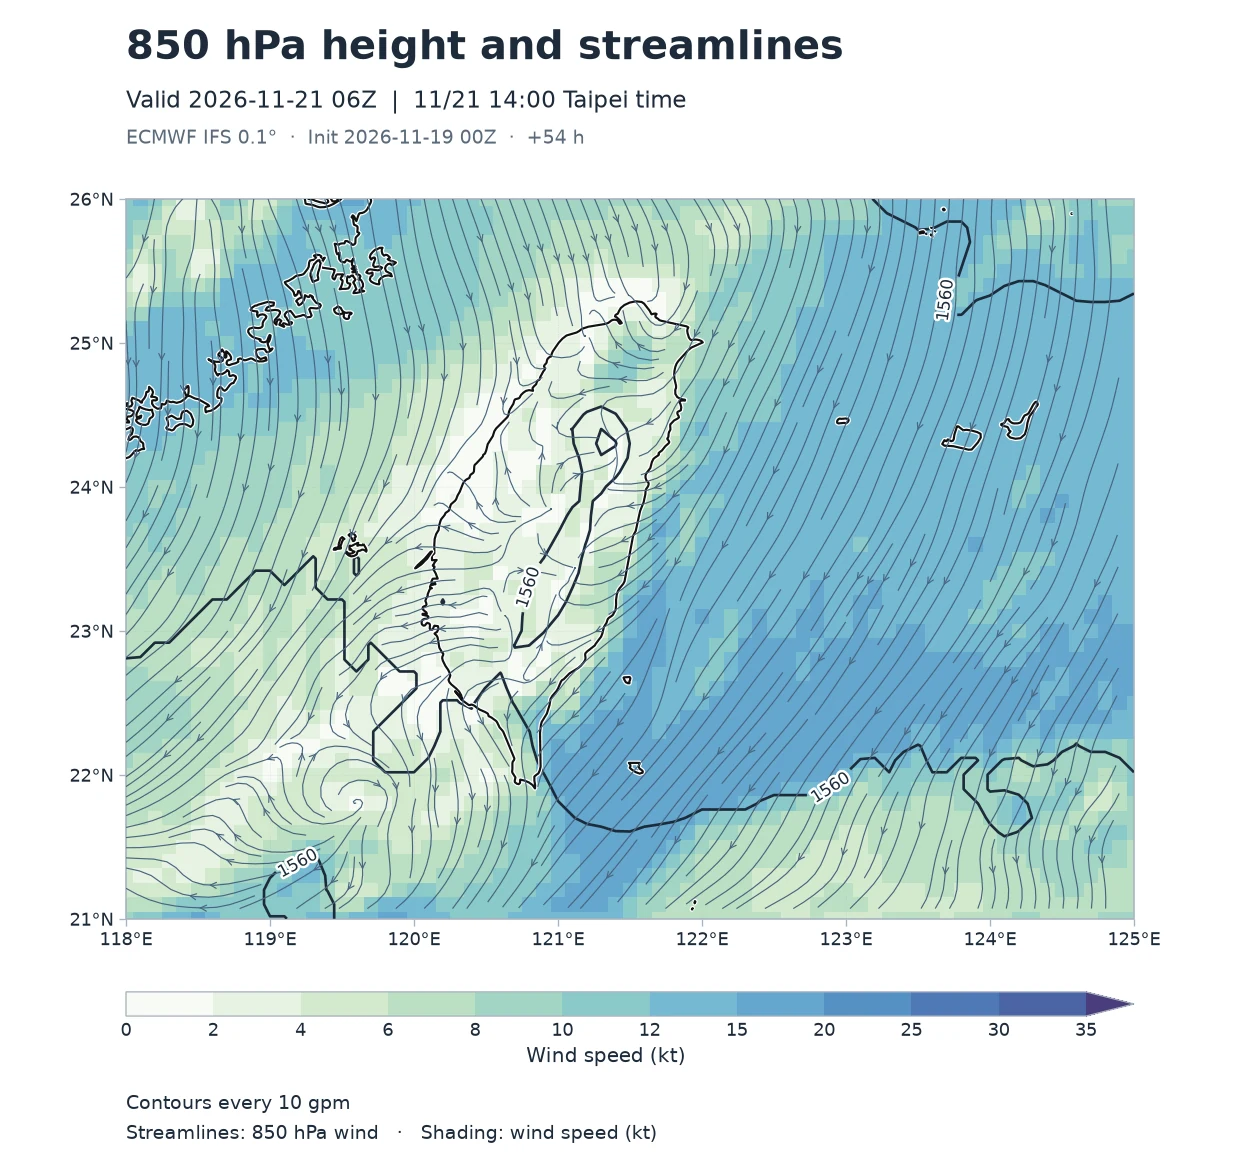 850 hPa height and streamlines
Valid 2026-11-21 06Z | 11/21 14:00 Taipei time
ECMWF IFS 0.1° · Init 2026-11-19 00Z · +54 h
26°N
25°N
24°N
23°N
22°N
21°N
1560
1560
1560
1560
118°E 119°E 120°E 121°E 122°E 123°E 124°E 125°E
0 2 4 6 8 10 12 15 20 25 30 35
Wind speed (kt)
Contours every 10 gpm
Streamlines: 850 hPa wind · Shading: wind speed (kt)